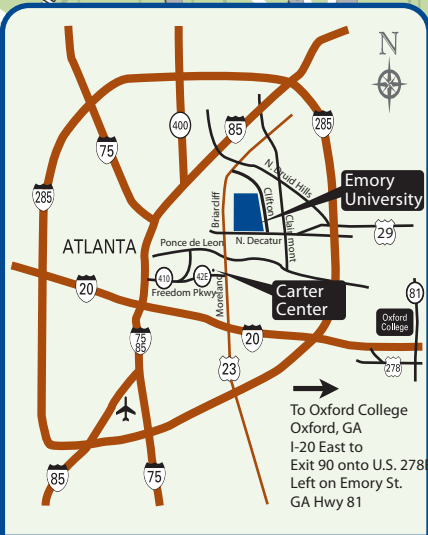 N
400
85
285
75
N. Druid Hills
Emory
University
285
Clifton
Briarcliff
Clairmont
29
ATLANTA
Ponce de Leon
N. Decatur
81
410
42E
Freedom Pkwy
Carter
Center
20
Moreland
Oxford
College
75
85
20
23
278
To Oxford College
Oxford, GA
I-20 East to
Exit 90 onto U.S. 278E
Left on Emory St.
GA Hwy 81
85
75